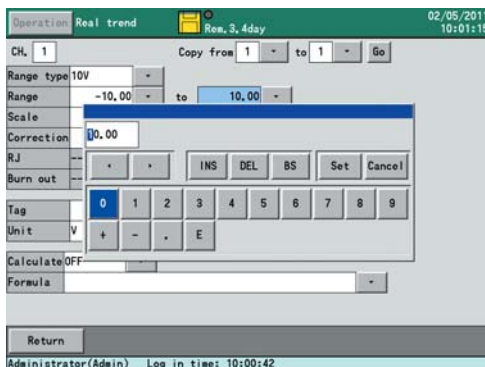 Operation Real trend Rem. 3.4day 02/05/201
10:01:15
CH. 1 Copy from 1 to 1 Go
Range type 10V
Range -10.00 to 10.00
Scale
Correction 10.00
RJ --
INS DEL BS Set Cancel
Burn out --
Tag 0 1 2 3 4 5 6 7 8 9
Unit V + - . E
Calculate OFF
Formula
Return
Administrator(Admin) Log in time: 10:00:42